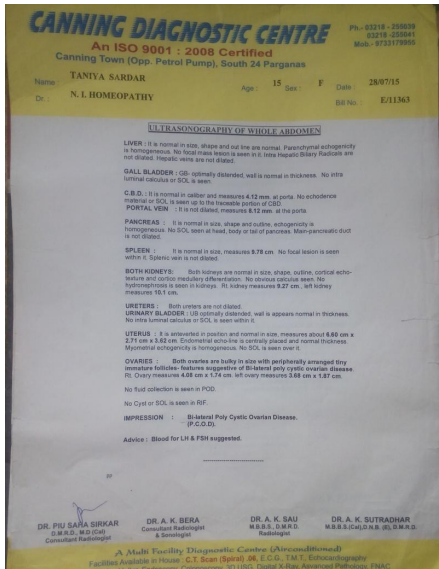 CANNING DIAGNOSTIC CENTRE
An ISO 9001 : 2008 Certified
Canning Town (Opp. Petrol Pump), South 24 Parganas
Ph.- 03218 - 255039
03218 -255041
Mob.- 9733179955
Name : TANIYA SARDAR Age : 15 Sex : F Date : 28/07/15
Dr. : N. I. HOMEOPATHY Bill No. : E/11363
ULTRASONOGRAPHY OF WHOLE ABDOMEN
LIVER : It is normal in size, shape and out line are normal. Parenchymal echogenicity
is homogeneous. No focal mass lesion is seen in it. Intra Hepatic Biliary Radicals are
not dilated. Hepatic veins are not dilated.
GALL BLADDER : GB- optimally distended, wall is normal in thickness. No intra
luminal calculus or SOL is seen.
C.B.D. : It is normal in caliber and measures 4.12 mm. at porta. No echodence
material or SOL is seen up to the traceable portion of CBD
PORTAL VEIN : It is not dilated, measures 8.12 mm. at the porta.
PANCREAS : It is normal in size, shape and outline, echogenicity is
homogeneous. No SOL seen at head, body or tail of pancreas. Main-pancreatic duct
is not dilated.
SPLEEN : It is normal in size, measures 8.76 cm. No focal lesion is seen
within it. Splenic vein is not dilated.
BOTH KIDNEYS: Both kidneys are normal in size, shape, outline, cortical echo-
texture and cortico medullary differentiation. No obvious calculus seen. No
hydronephrosis is seen in kidneys. Rt. kidney measures 9.27 cm , left kidney
measures 10.1 cm.
URETERS : Both ureters are not dilated.
URINARY BLADDER : UB optimally distended, wall is appears normal in thickness.
No intra luminal calculus or SOL is seen within it.
UTERUS : It is anteverted in position and normal in size, measures about 6.60 cm x
2.71 cm x 3.62 cm. Endometrial echo-line is centrally placed and normal thickness.
Myometrial echogenicity is homogeneous. No SOL is seen over it.
OVARIES : Both ovaries are bulky in size with peripherally arranged tiny
immature follicles- features suggestive of Bi-lateral poly cystic ovarian disease.
Rt. Ovary measures 4.08 cm x 1.74 cm. left ovary measures 3.68 cm x 1.87 cm.
No fluid collection is seen in POD.
No Cyst or SOL is seen in RIF.
IMPRESSION : Bi-lateral Poly Cystic Ovarian Disease.
(P.C.O.D).
Advice : Blood for LH & FSH suggested.
DR. PIU SAHA SIRKAR DR. A. K. BERA DR. A. K. SAU DR. A. K. SUTRADHAR
D.M.R.D., M.D (Cal) Consultant Radiologist M.B.B.S., D.M.R.D. M.B.B.S.(Cal),D.N.B. (E), D.M.R.D.
Consultant Radiologist & Sonologist Radiologist
A Multi Facility Diagnostic Centre (Airconditioned)
Facilities Available in House : C.T. Scan (Spiral) .08, E.C.G., T.M.T., Echocardiography
3D USG, Digital X-Ray, Advanced Pathology, FNAC